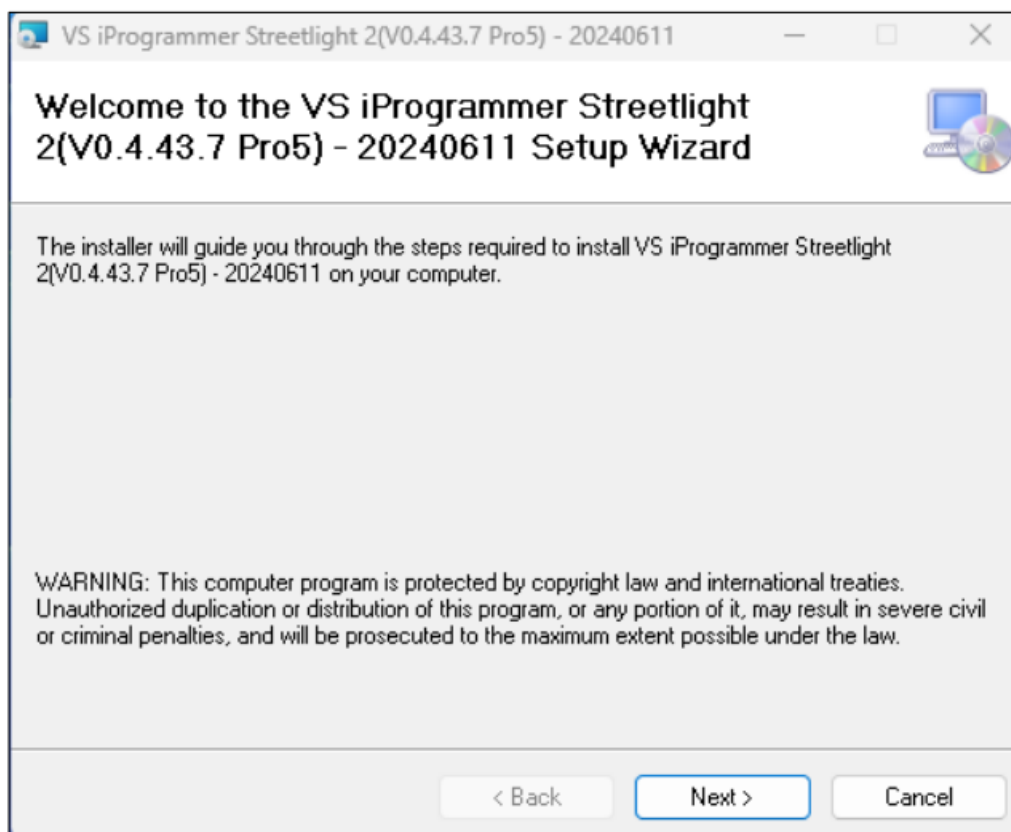 VS iProgrammer Streetlight 2(V0.4.43.7 Pro5) - 20240611
Welcome to the VS iProgrammer Streetlight
2(V0.4.43.7 Pro5) - 20240611 Setup Wizard
The installer will guide you through the steps required to install VS iProgrammer Streetlight
2(V0.4.43.7 Pro5) - 20240611 on your computer.
WARNING: This computer program is protected by copyright law and international treaties.
Unauthorized duplication or distribution of this program, or any portion of it, may result in severe civil
or criminal penalties, and will be prosecuted to the maximum extent possible under the law.
< Back
Next >
Cancel